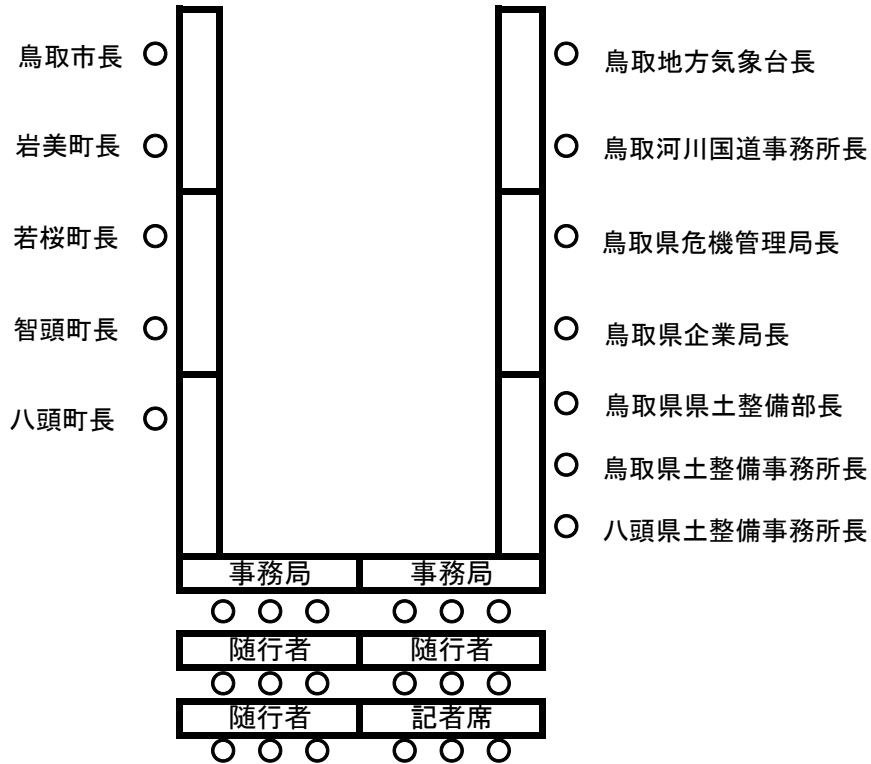 鳥取市長
岩美町長
若桜町長
智頭町長
八頭町長
鳥取地方気象台長
鳥取河川国道事務所長
鳥取県危機管理局長
鳥取県企業局長
鳥取県県土整備部長
鳥取県土整備事務所長
八頭県土整備事務所長
事務局 事務局
随行者 随行者
随行者 記者席